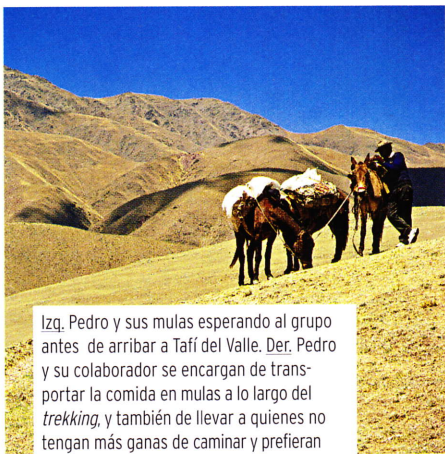 Izq. Pedro y sus mulas esperando al grupo
antes de arribar a Tafí del Valle. Der. Pedro
y su colaborador se encargan de trans-
portar la comida en mulas a lo largo del
trekking, y también de llevar a quienes no
tengan más ganas de caminar y prefieran